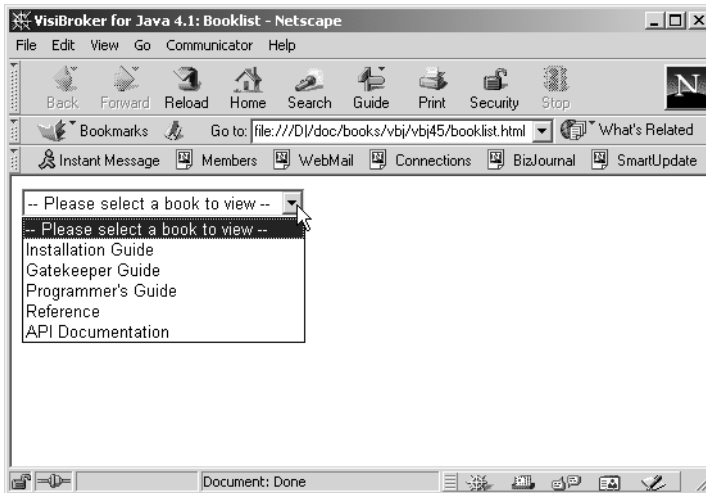 VisiBroker for Java 4.1: Booklist - Netscape
File Edit View Go Communicator Help
Back Forward Reload Home Search Guide Print Security Stop
N
Bookmarks Go to: file:///D|/doc/books/vbj/vbj45/booklist.html What's Related
Instant Message Members WebMail Connections BizJournal SmartUpdate
-- Please select a book to view --
-- Please select a book to view --
Installation Guide
Gatekeeper Guide
Programmer's Guide
Reference
API Documentation
Document: Done